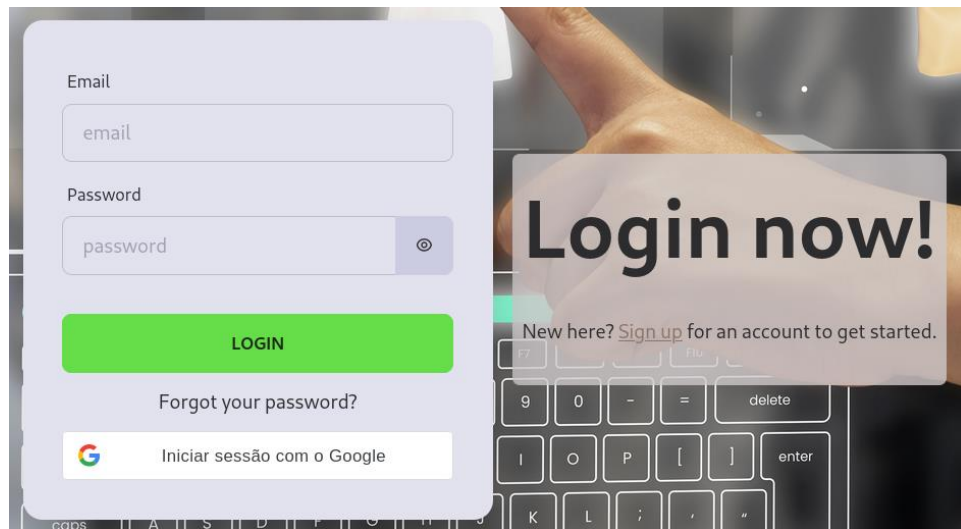 Email
email
Password
password
LOGIN
Forgot your password?
Iniciar sessão com o Google
Login now!
New here? Sign up for an account to get started.
F7
F10
9 0 - = delete
I O P [ ] enter
caps A S D F G H J K L ; ' "